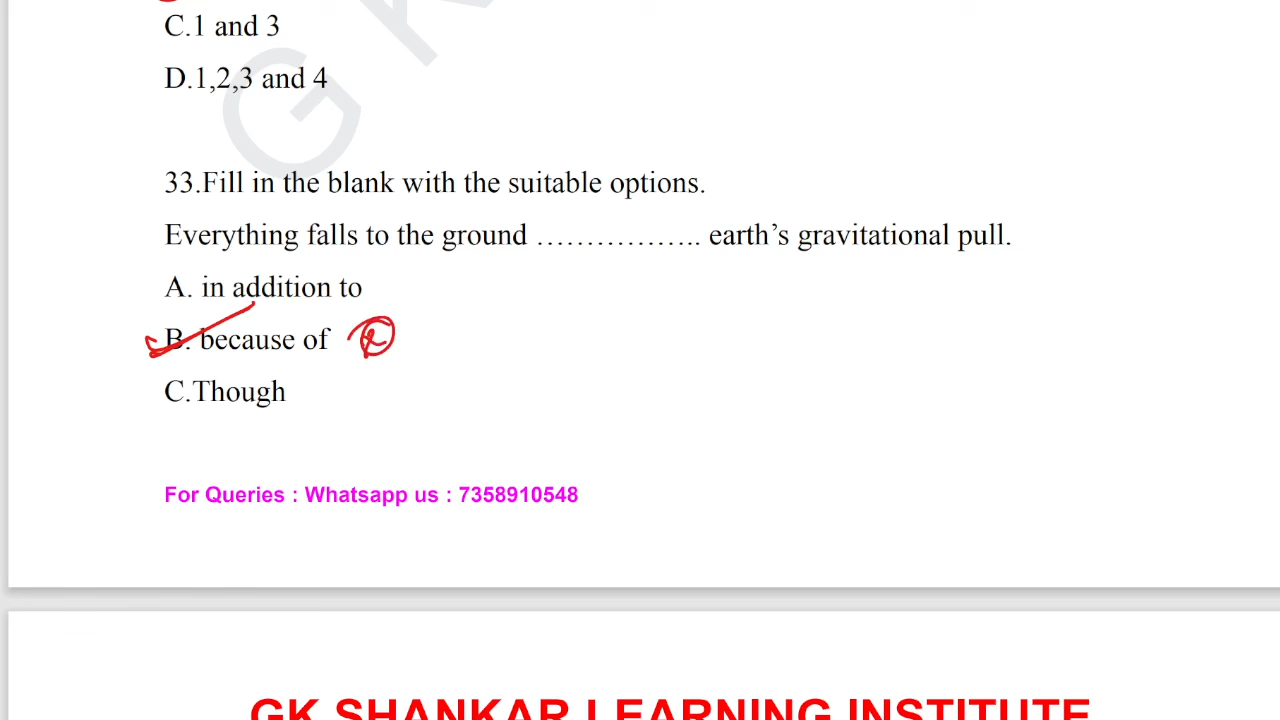 C.1 and 3
D.1,2,3 and 4
33.Fill in the blank with the suitable options.
Everything falls to the ground …………….. earth’s gravitational pull.
A. in addition to
B. because of
C.Though
For Queries : Whatsapp us : 7358910548
GK SHANKAR LEARNING INSTITUTE